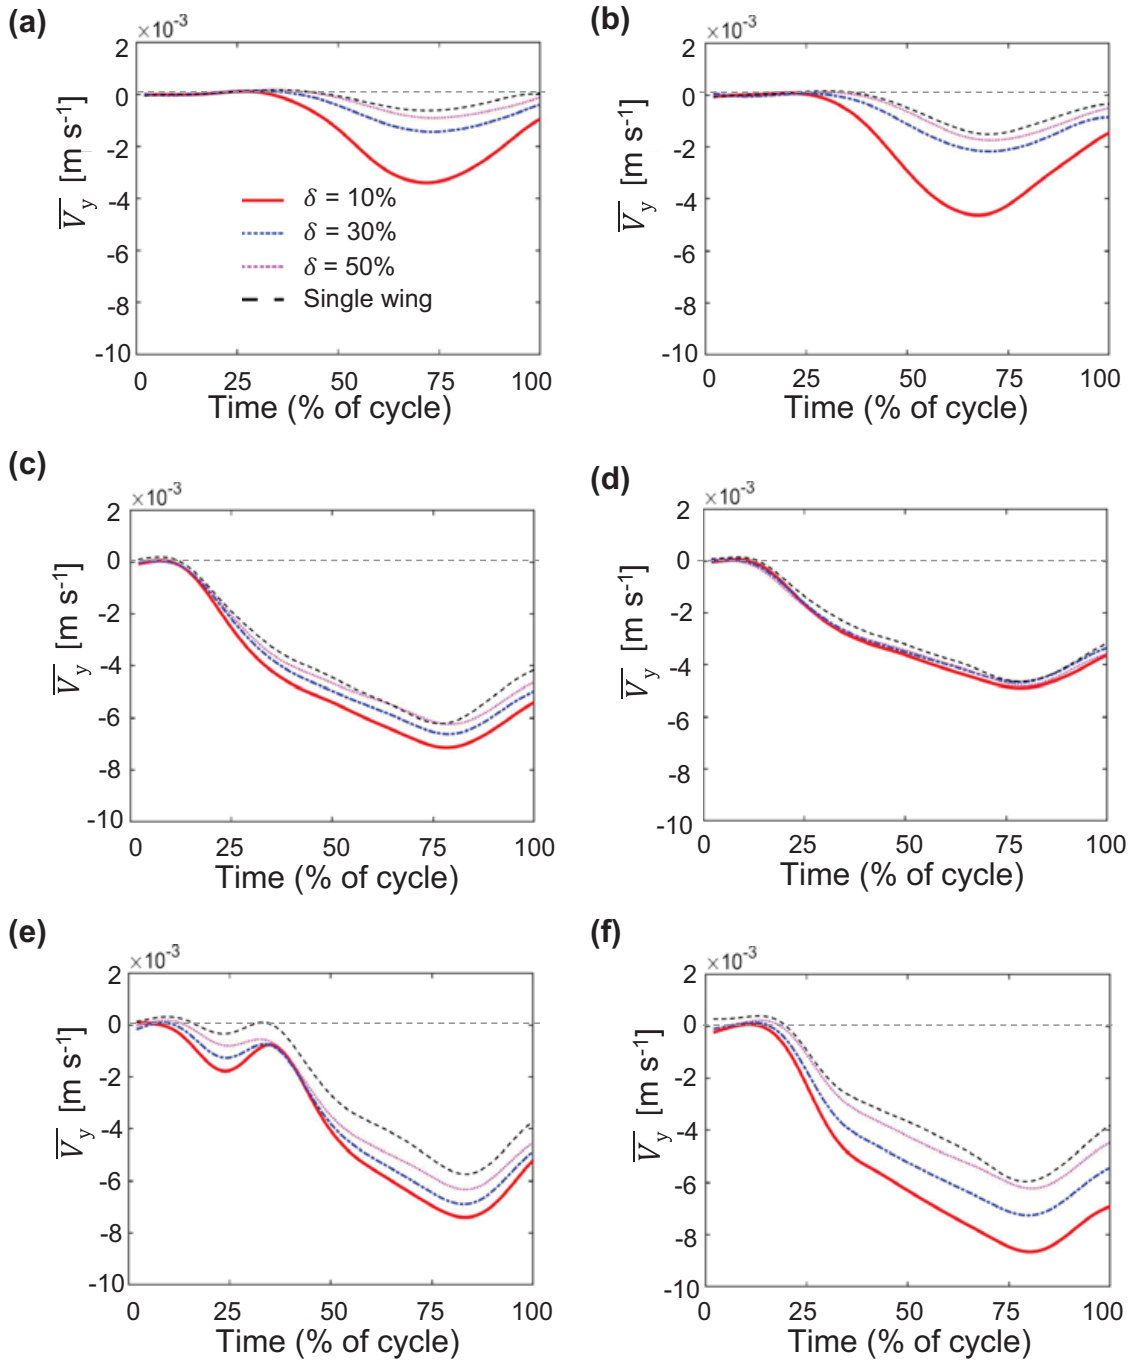 (a)
×10⁻³
2
0
-2
-4
-6
-8
-10
V̅y [m s⁻¹]
δ = 10%
δ = 30%
δ = 50%
Single wing
0 25 50 75 100
Time (% of cycle)
(b)
×10⁻³
2
0
-2
-4
-6
-8
-10
V̅y [m s⁻¹]
0 25 50 75 100
Time (% of cycle)
(c)
×10⁻³
2
0
-2
-4
-6
-8
-10
V̅y [m s⁻¹]
0 25 50 75 100
Time (% of cycle)
(d)
×10⁻³
2
0
-2
-4
-6
-8
-10
V̅y [m s⁻¹]
0 25 50 75 100
Time (% of cycle)
(e)
×10⁻³
2
0
-2
-4
-6
-8
-10
V̅y [m s⁻¹]
0 25 50 75 100
Time (% of cycle)
(f)
×10⁻³
2
0
-2
-4
-6
-8
-10
V̅y [m s⁻¹]
0 25 50 75 100
Time (% of cycle)